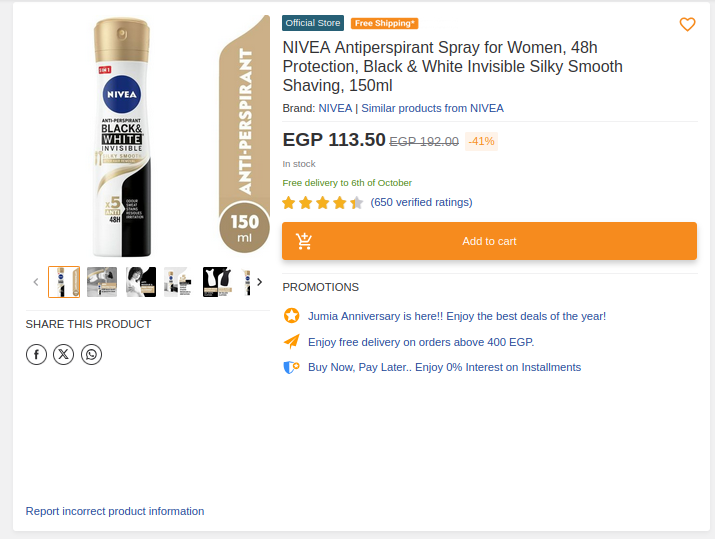 Official Store
Free Shipping*
NIVEA Antiperspirant Spray for Women, 48h
Protection, Black & White Invisible Silky Smooth
Shaving, 150ml
Brand: NIVEA | Similar products from NIVEA
EGP 113.50 EGP 192.00 -41%
In stock
Free delivery to 6th of October
(650 verified ratings)
Add to cart
PROMOTIONS
Jumia Anniversary is here!! Enjoy the best deals of the year!
Enjoy free delivery on orders above 400 EGP.
Buy Now, Pay Later.. Enjoy 0% Interest on Installments
NIVEA
ANTI-PERSPIRANT
BLACK&
WHITE
INVISIBLE
SILKY SMOOTH
x5
48H
ANTI-PERSPIRANT
150
ml
SHARE THIS PRODUCT
Report incorrect product information